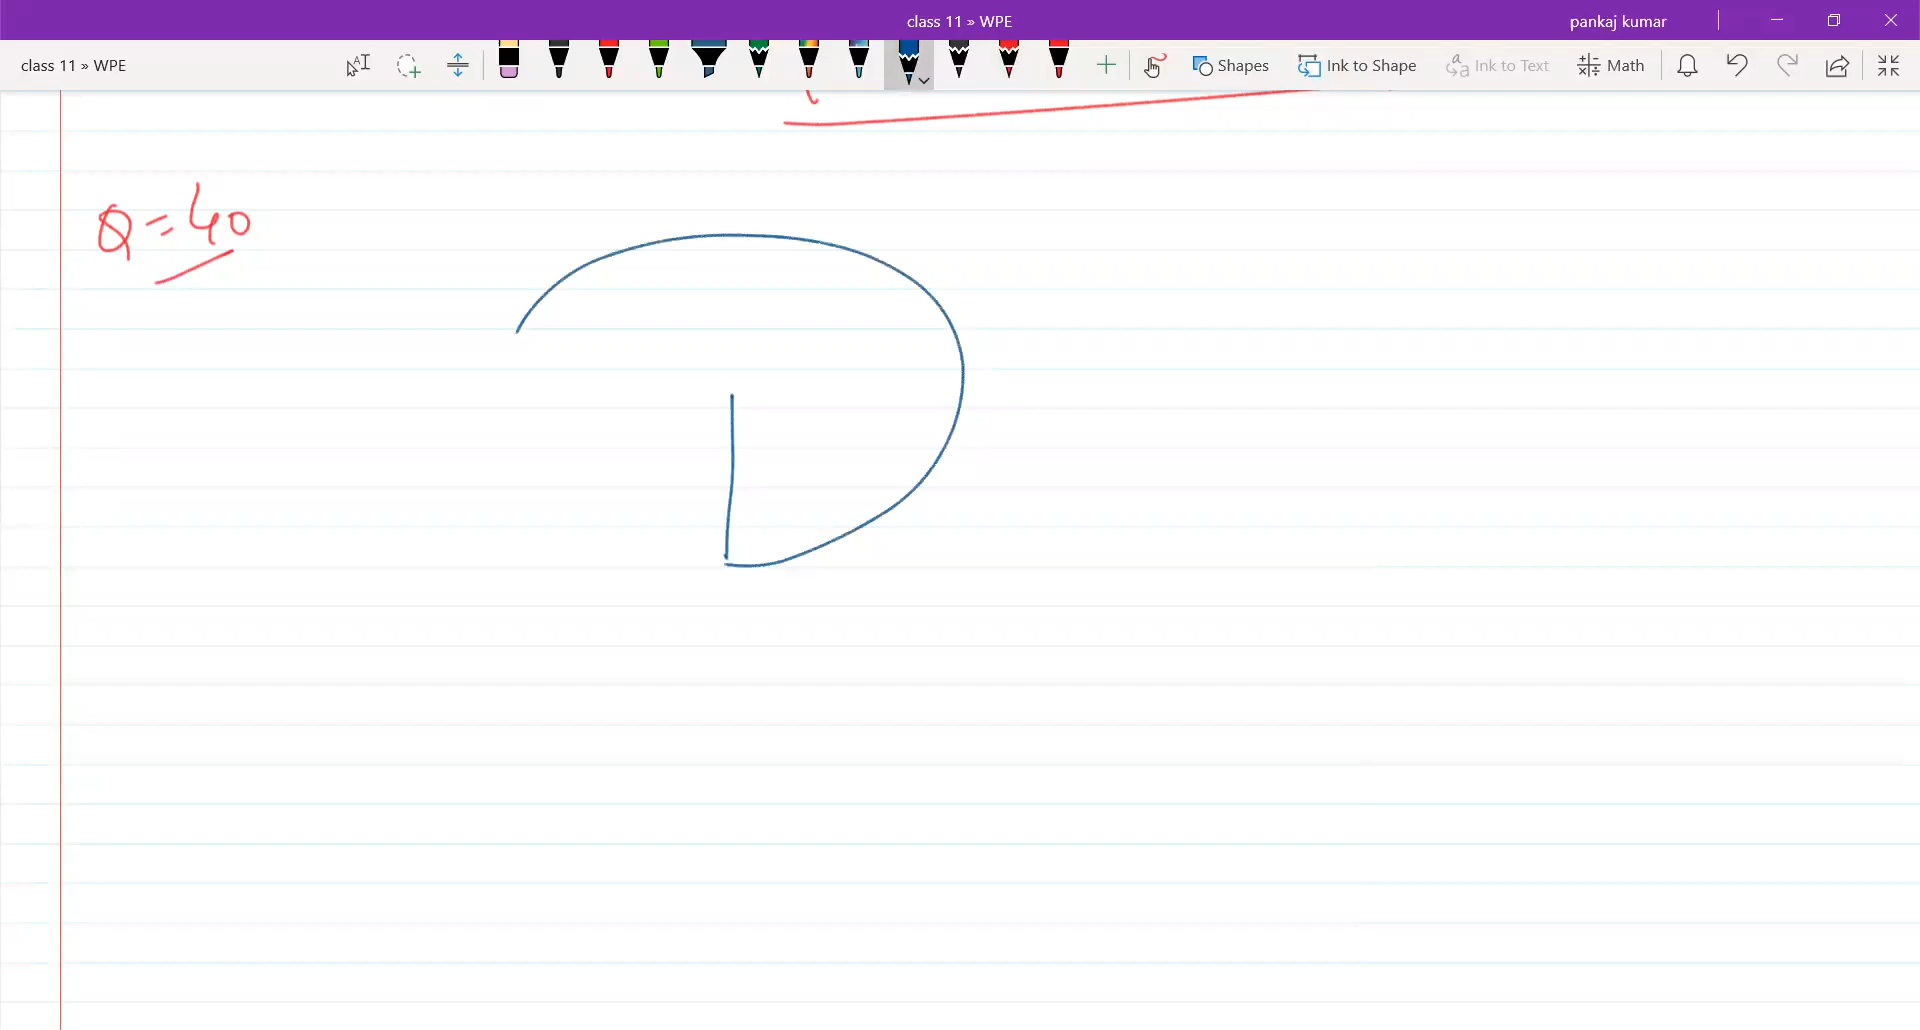 class 11 » WPE
pankaj kumar
class 11 » WPE
Shapes
Ink to Shape
Ink to Text
Math
Q=40